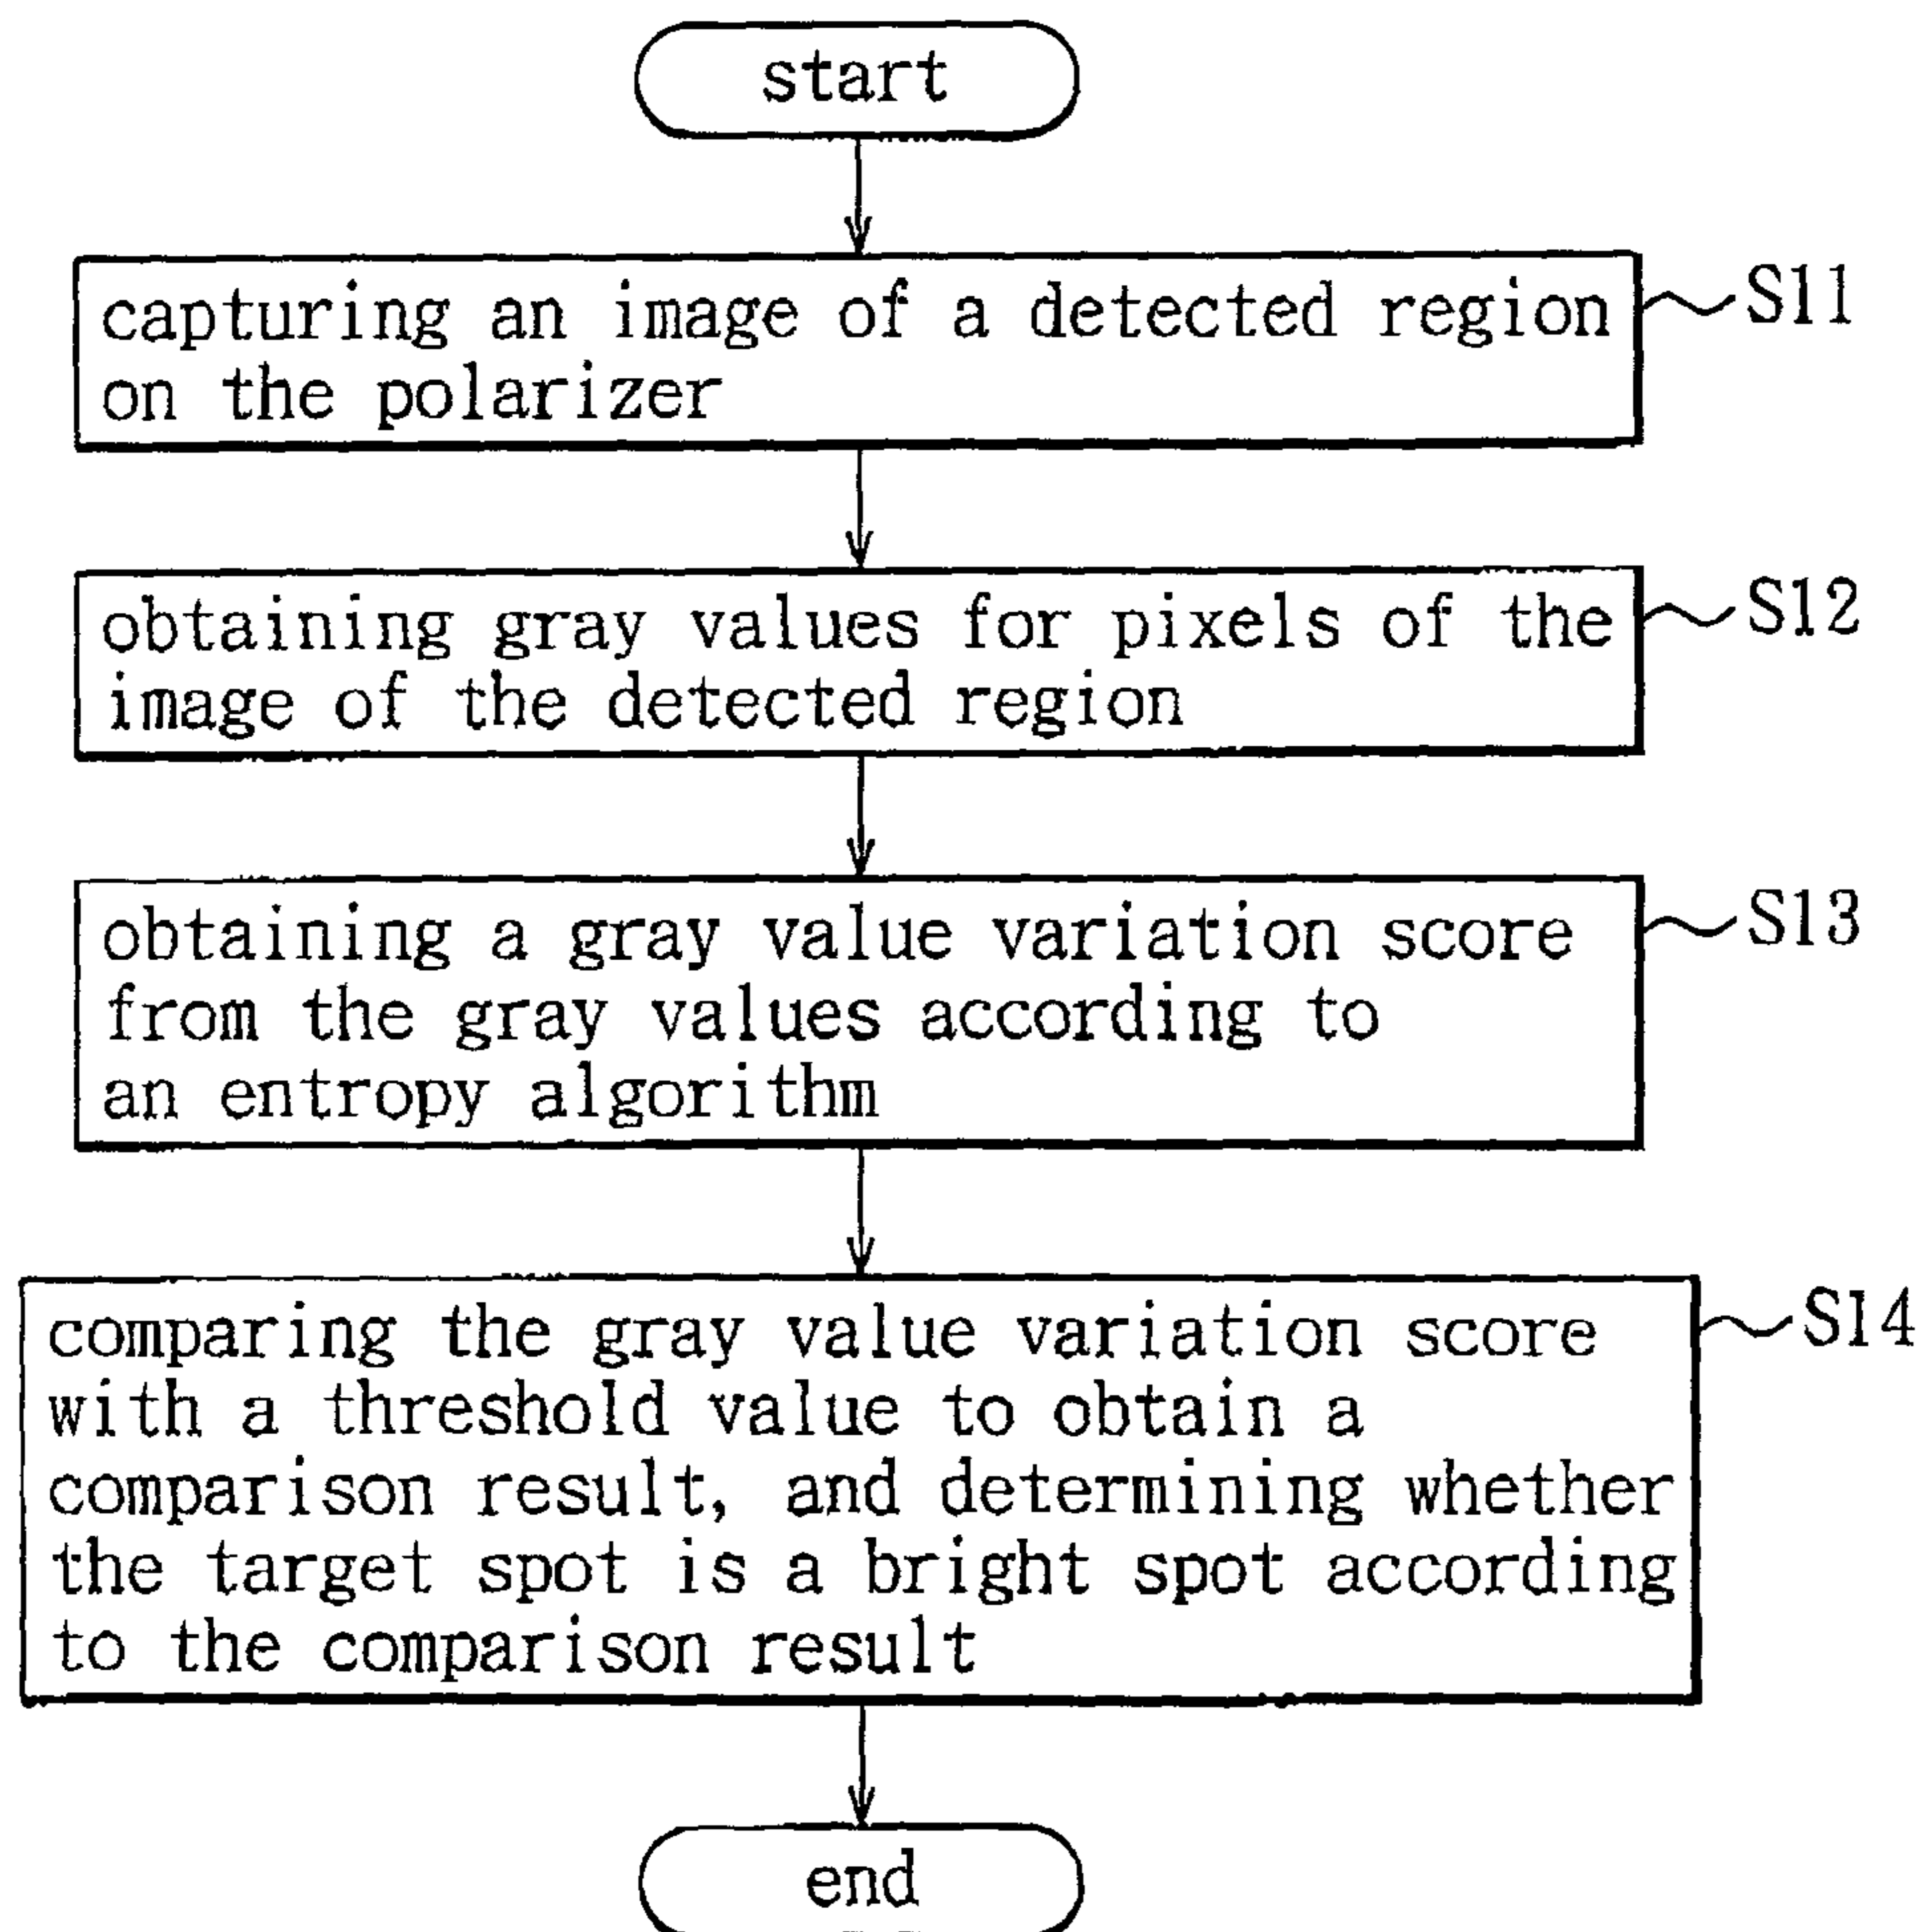 start
capturing an image of a detected region
on the polarizer
S11
obtaining gray values for pixels of the
image of the detected region
S12
obtaining a gray value variation score
from the gray values according to
an entropy algorithm
S13
comparing the gray value variation score
with a threshold value to obtain a
comparison result, and determining whether
the target spot is a bright spot according
to the comparison result
S14
end